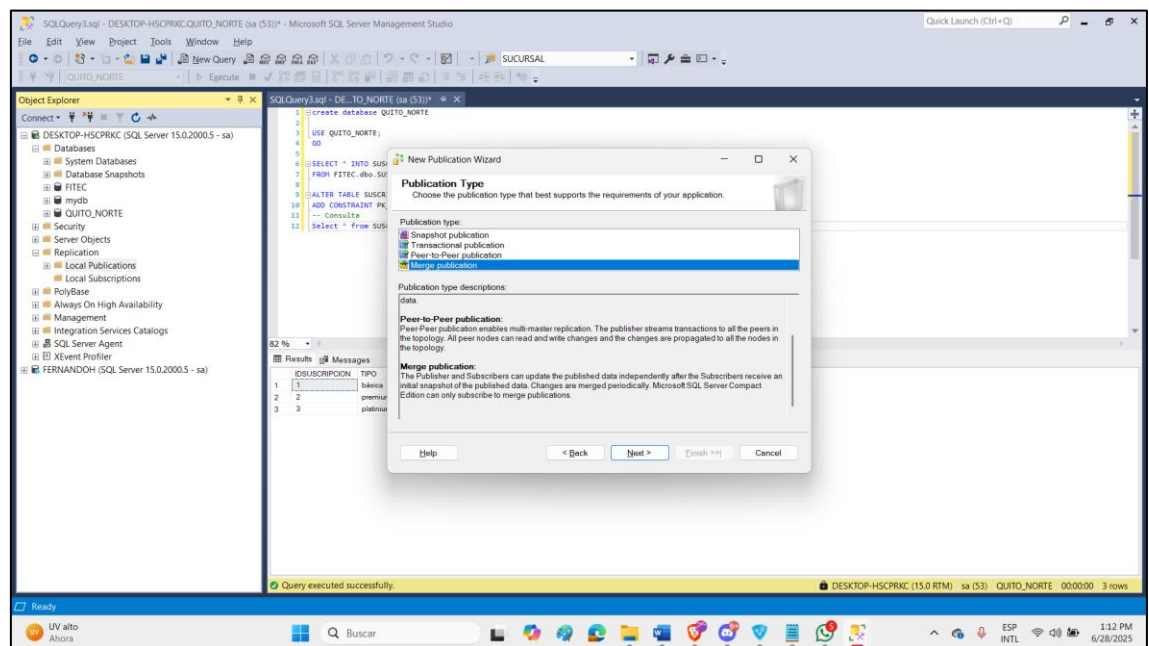 SQLQuery3.sql - DESKTOP-HSCPRKC.QUITO_NORTE (sa (53))* - Microsoft SQL Server Management Studio
Quick Launch (Ctrl+Q)
File Edit View Project Tools Window Help
New Query
SUCURSAL
QUITO_NORTE
Execute
Object Explorer
SQLQuery3.sql - DE...TO_NORTE (sa (53))*
Connect
DESKTOP-HSCPRKC (SQL Server 15.0.2000.5 - sa)
Databases
System Databases
Database Snapshots
FITEC
mydb
QUITO_NORTE
Security
Server Objects
Replication
Local Publications
Local Subscriptions
PolyBase
Always On High Availability
Management
Integration Services Catalogs
SQL Server Agent
XEvent Profiler
FERNANDOH (SQL Server 15.0.2000.5 - sa)
1 create database QUITO_NORTE
2
3 USE QUITO_NORTE;
4 GO
5
6 SELECT * INTO SUS
7 FROM FITEC.dbo.SU
8
9 ALTER TABLE SUSCR
10 ADD CONSTRAINT PK_
11 -- Consulta
12 Select * from SUS
82 %
Results Messages
IDSUSCRIPCION TIPO
1 1 básica
2 2 premiu
3 3 platiniu
New Publication Wizard
Publication Type
Choose the publication type that best supports the requirements of your application.
Publication type:
Snapshot publication
Transactional publication
Peer-to-Peer publication
Merge publication
Publication type descriptions:
data.
Peer-to-Peer publication:
Peer-Peer publication enables multi-master replication. The publisher streams transactions to all the peers in
the topology. All peer nodes can read and write changes and the changes are propagated to all the nodes in
the topology.
Merge publication:
The Publisher and Subscribers can update the published data independently after the Subscribers receive an
initial snapshot of the published data. Changes are merged periodically. Microsoft SQL Server Compact
Edition can only subscribe to merge publications.
Help
< Back
Next >
Finish >>|
Cancel
Query executed successfully.
DESKTOP-HSCPRKC (15.0 RTM) sa (53) QUITO_NORTE 00:00:00 3 rows
Ready
UV alto
Ahora
Buscar
ESP
INTL
1:12 PM
6/28/2025